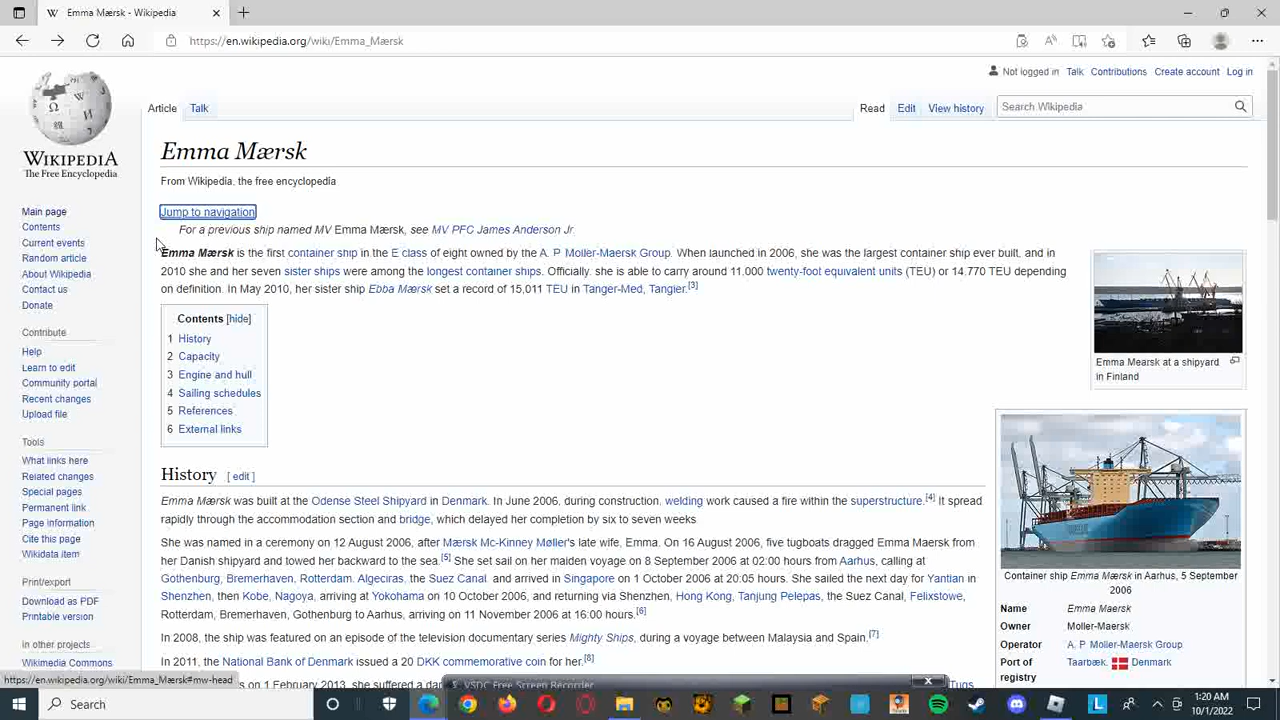 Emma Mærsk - Wikipedia
https://en.wikipedia.org/wiki/Emma_Mærsk
Not logged in Talk Contributions Create account Log in
Article Talk
Read Edit View history
Search Wikipedia
WIKIPEDIA
The Free Encyclopedia
Main page
Contents
Current events
Random article
About Wikipedia
Contact us
Donate
Contribute
Help
Learn to edit
Community portal
Recent changes
Upload file
Tools
What links here
Related changes
Special pages
Permanent link
Page information
Cite this page
Wikidata item
Print/export
Download as PDF
Printable version
In other projects
Wikimedia Commons
Emma Mærsk
From Wikipedia, the free encyclopedia
Jump to navigation
For a previous ship named MV Emma Mærsk, see MV PFC James Anderson Jr.
Emma Mærsk is the first container ship in the E class of eight owned by the A. P. Moller-Maersk Group. When launched in 2006, she was the largest container ship ever built, and in
2010 she and her seven sister ships were among the longest container ships. Officially, she is able to carry around 11,000 twenty-foot equivalent units (TEU) or 14,770 TEU depending
on definition. In May 2010, her sister ship Ebba Mærsk set a record of 15,011 TEU in Tanger-Med, Tangier.[3]
Contents [hide]
1 History
2 Capacity
3 Engine and hull
4 Sailing schedules
5 References
6 External links
Emma Mearsk at a shipyard
in Finland
History [ edit ]
Emma Mærsk was built at the Odense Steel Shipyard in Denmark. In June 2006, during construction, welding work caused a fire within the superstructure.[4] It spread
rapidly through the accommodation section and bridge, which delayed her completion by six to seven weeks
She was named in a ceremony on 12 August 2006, after Mærsk Mc-Kinney Møller's late wife, Emma. On 16 August 2006, five tugboats dragged Emma Maersk from
her Danish shipyard and towed her backward to the sea.[5] She set sail on her maiden voyage on 8 September 2006 at 02:00 hours from Aarhus, calling at
Gothenburg, Bremerhaven, Rotterdam, Algeciras, the Suez Canal, and arrived in Singapore on 1 October 2006 at 20:05 hours. She sailed the next day for Yantian in
Shenzhen, then Kobe, Nagoya, arriving at Yokohama on 10 October 2006, and returning via Shenzhen, Hong Kong, Tanjung Pelepas, the Suez Canal, Felixstowe,
Rotterdam, Bremerhaven, Gothenburg to Aarhus, arriving on 11 November 2006 at 16:00 hours.[6]
In 2008, the ship was featured on an episode of the television documentary series Mighty Ships, during a voyage between Malaysia and Spain.[7]
In 2011, the National Bank of Denmark issued a 20 DKK commemorative coin for her.[8]
s on 1 February 2013, she suffered a da
Tugs
Container ship Emma Mærsk in Aarhus, 5 September
2006
Name Emma Maersk
Owner Moller-Maersk
Operator A. P. Moller-Maersk Group
Port of Taarbæk, Denmark
registry
https://en.wikipedia.org/wiki/Emma_Mærsk#mw-head
VSDC Free Screen Recorder
Search
1:20 AM
10/1/2022